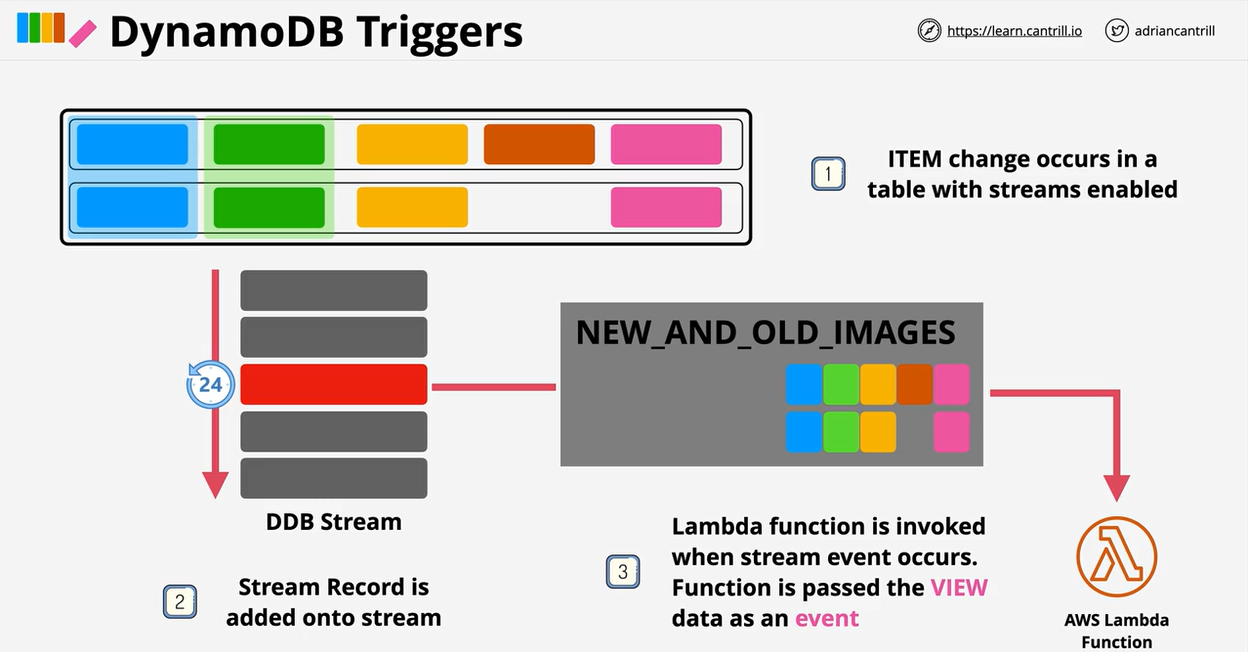 DynamoDB Triggers
https://learn.cantrill.io
adriancantrill
1
ITEM change occurs in a
table with streams enabled
24
NEW_AND_OLD_IMAGES
DDB Stream
2
Stream Record is
added onto stream
3
Lambda function is invoked
when stream event occurs.
Function is passed the VIEW
data as an event
AWS Lambda
Function